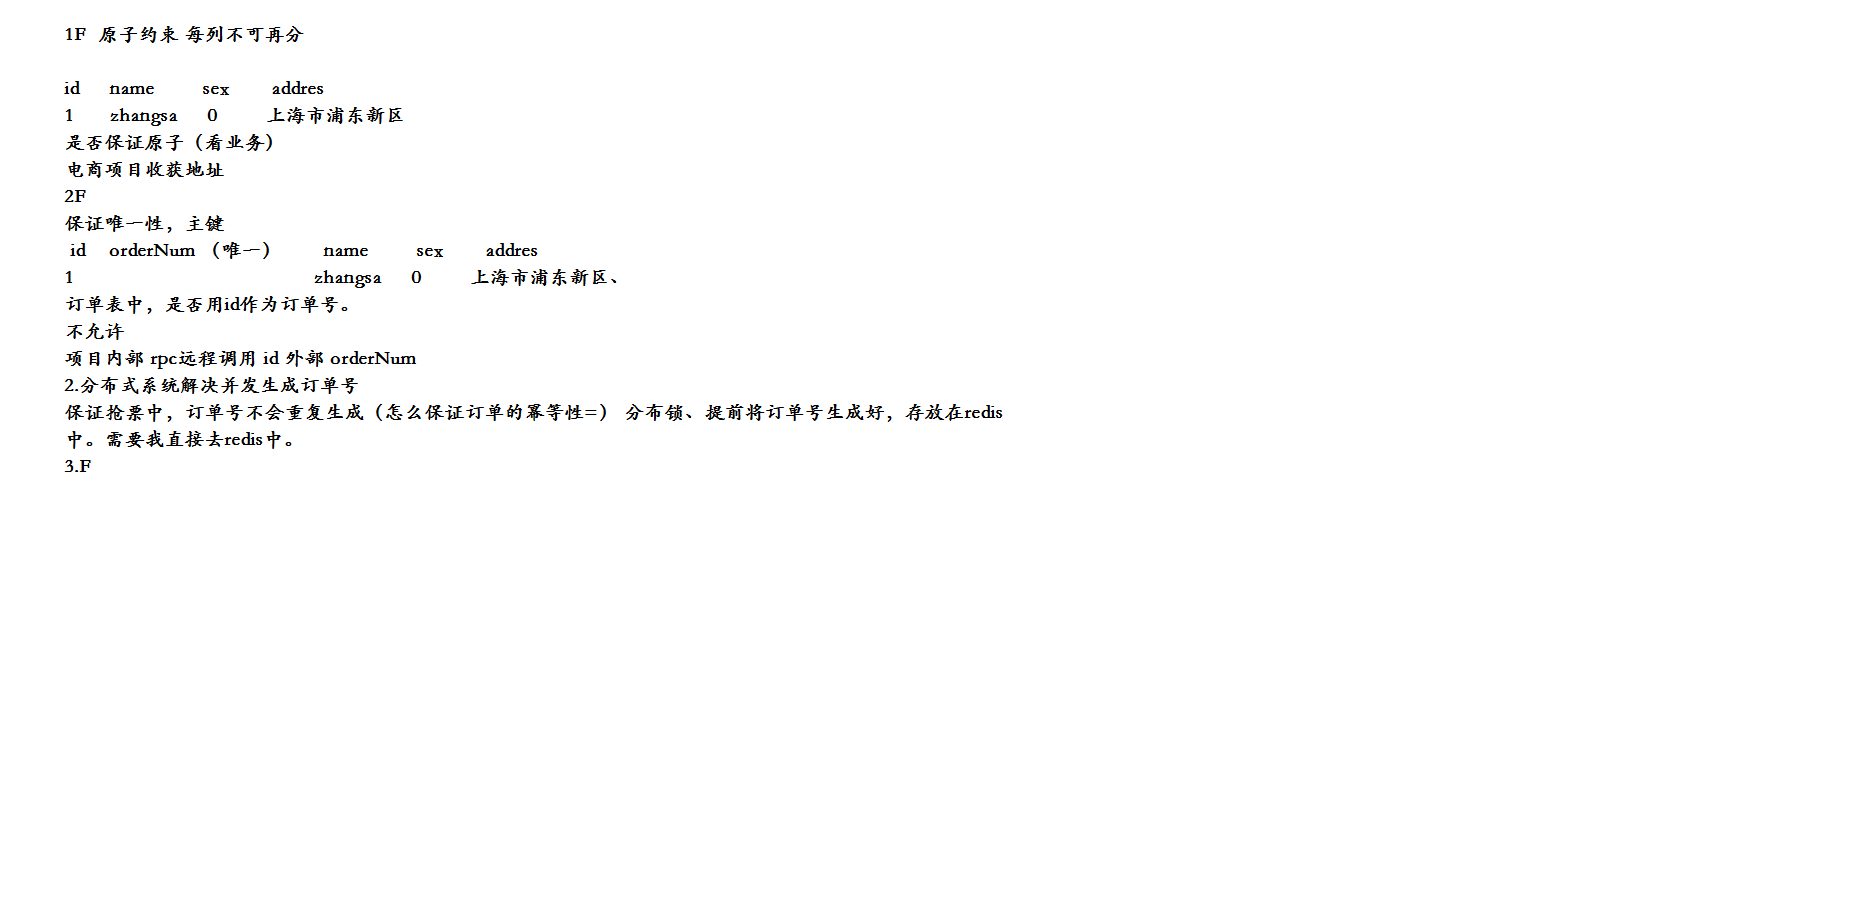 1F 原子约束 每列不可再分
id name sex addres
1 zhangsa 0 上海市浦东新区
是否保证原子（看业务）
电商项目收获地址
2F
保证唯一性，主键
id orderNum （唯一） name sex addres
1 zhangsa 0 上海市浦东新区、
订单表中，是否用id作为订单号。
不允许
项目内部 rpc远程调用 id 外部 orderNum
2.分布式系统解决并发生成订单号
保证抢票中，订单号不会重复生成（怎么保证订单的幂等性=） 分布锁、提前将订单号生成好，存放在redis
中。需要我直接去redis中。
3.F